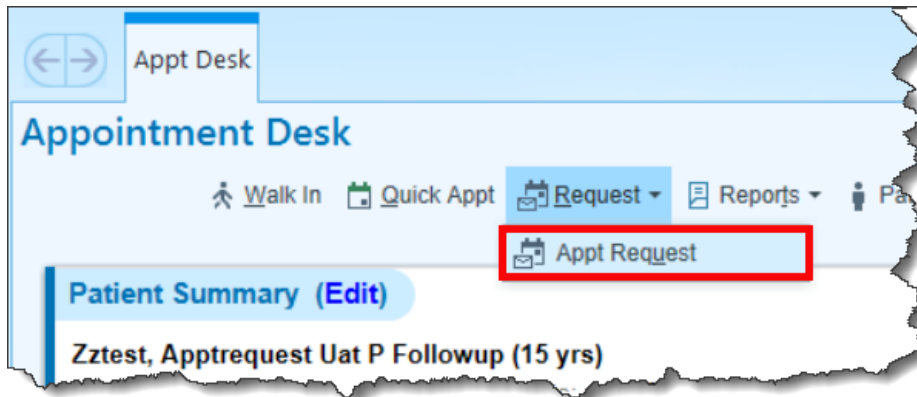 Appt Desk
Appointment Desk
Walk In Quick Appt Request Reports
Appt Request
Patient Summary (Edit)
Zztest, Apptrequest Uat P Followup (15 yrs)